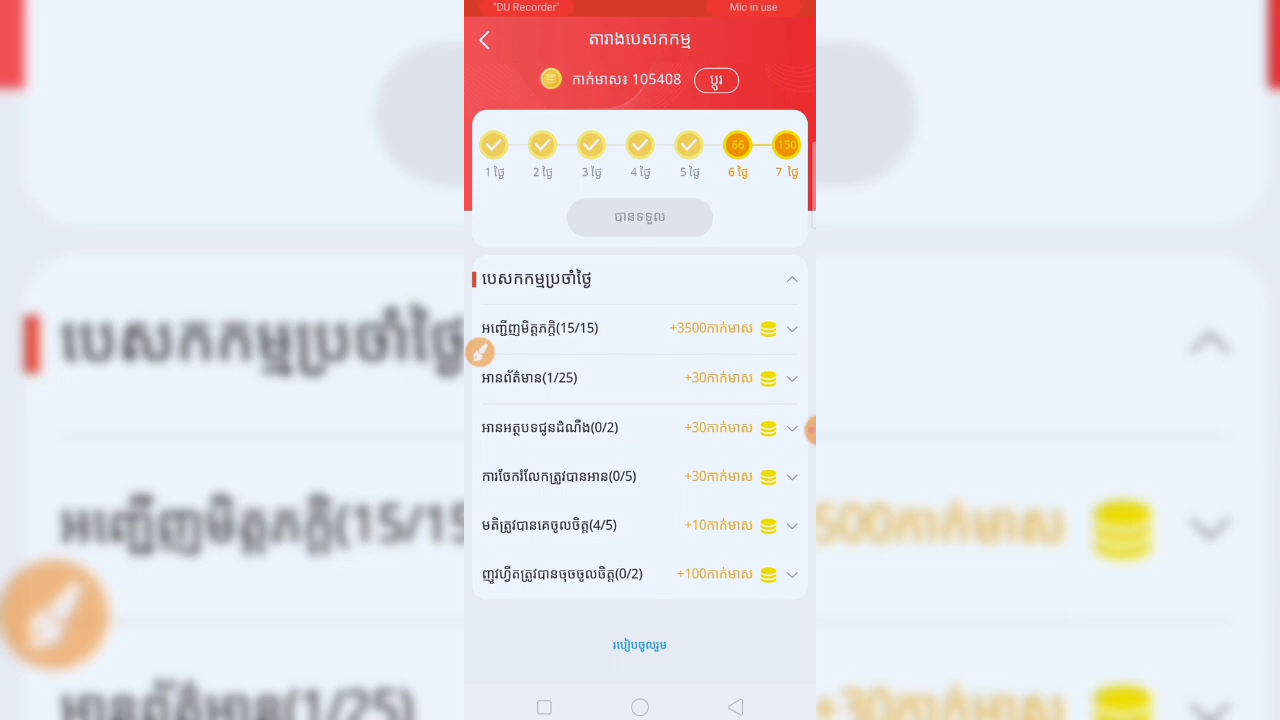 "DU Recorder" Mic in use
តារាងបេសកកម្ម
កាក់មាស៖ 105408 ប្ដូរ
66 150
1 ថ្ងៃ 2 ថ្ងៃ 3 ថ្ងៃ 4 ថ្ងៃ 5 ថ្ងៃ 6 ថ្ងៃ 7 ថ្ងៃ
បានទទួល
បេសកកម្មប្រចាំថ្ងៃ
អញ្ជើញមិត្តភក្តិ(15/15) +3500កាក់មាស
អានព័ត៌មាន(1/25) +30កាក់មាស
អានអត្ថបទជូនដំណឹង(0/2) +30កាក់មាស
ការចែករំលែកត្រូវបានអាន(0/5) +30កាក់មាស
មតិត្រូវបានគេចូលចិត្ត(4/5) +10កាក់មាស
ញូវហ្វីតត្រូវបានចុចចូលចិត្ត(0/2) +100កាក់មាស
របៀបចូលរួម